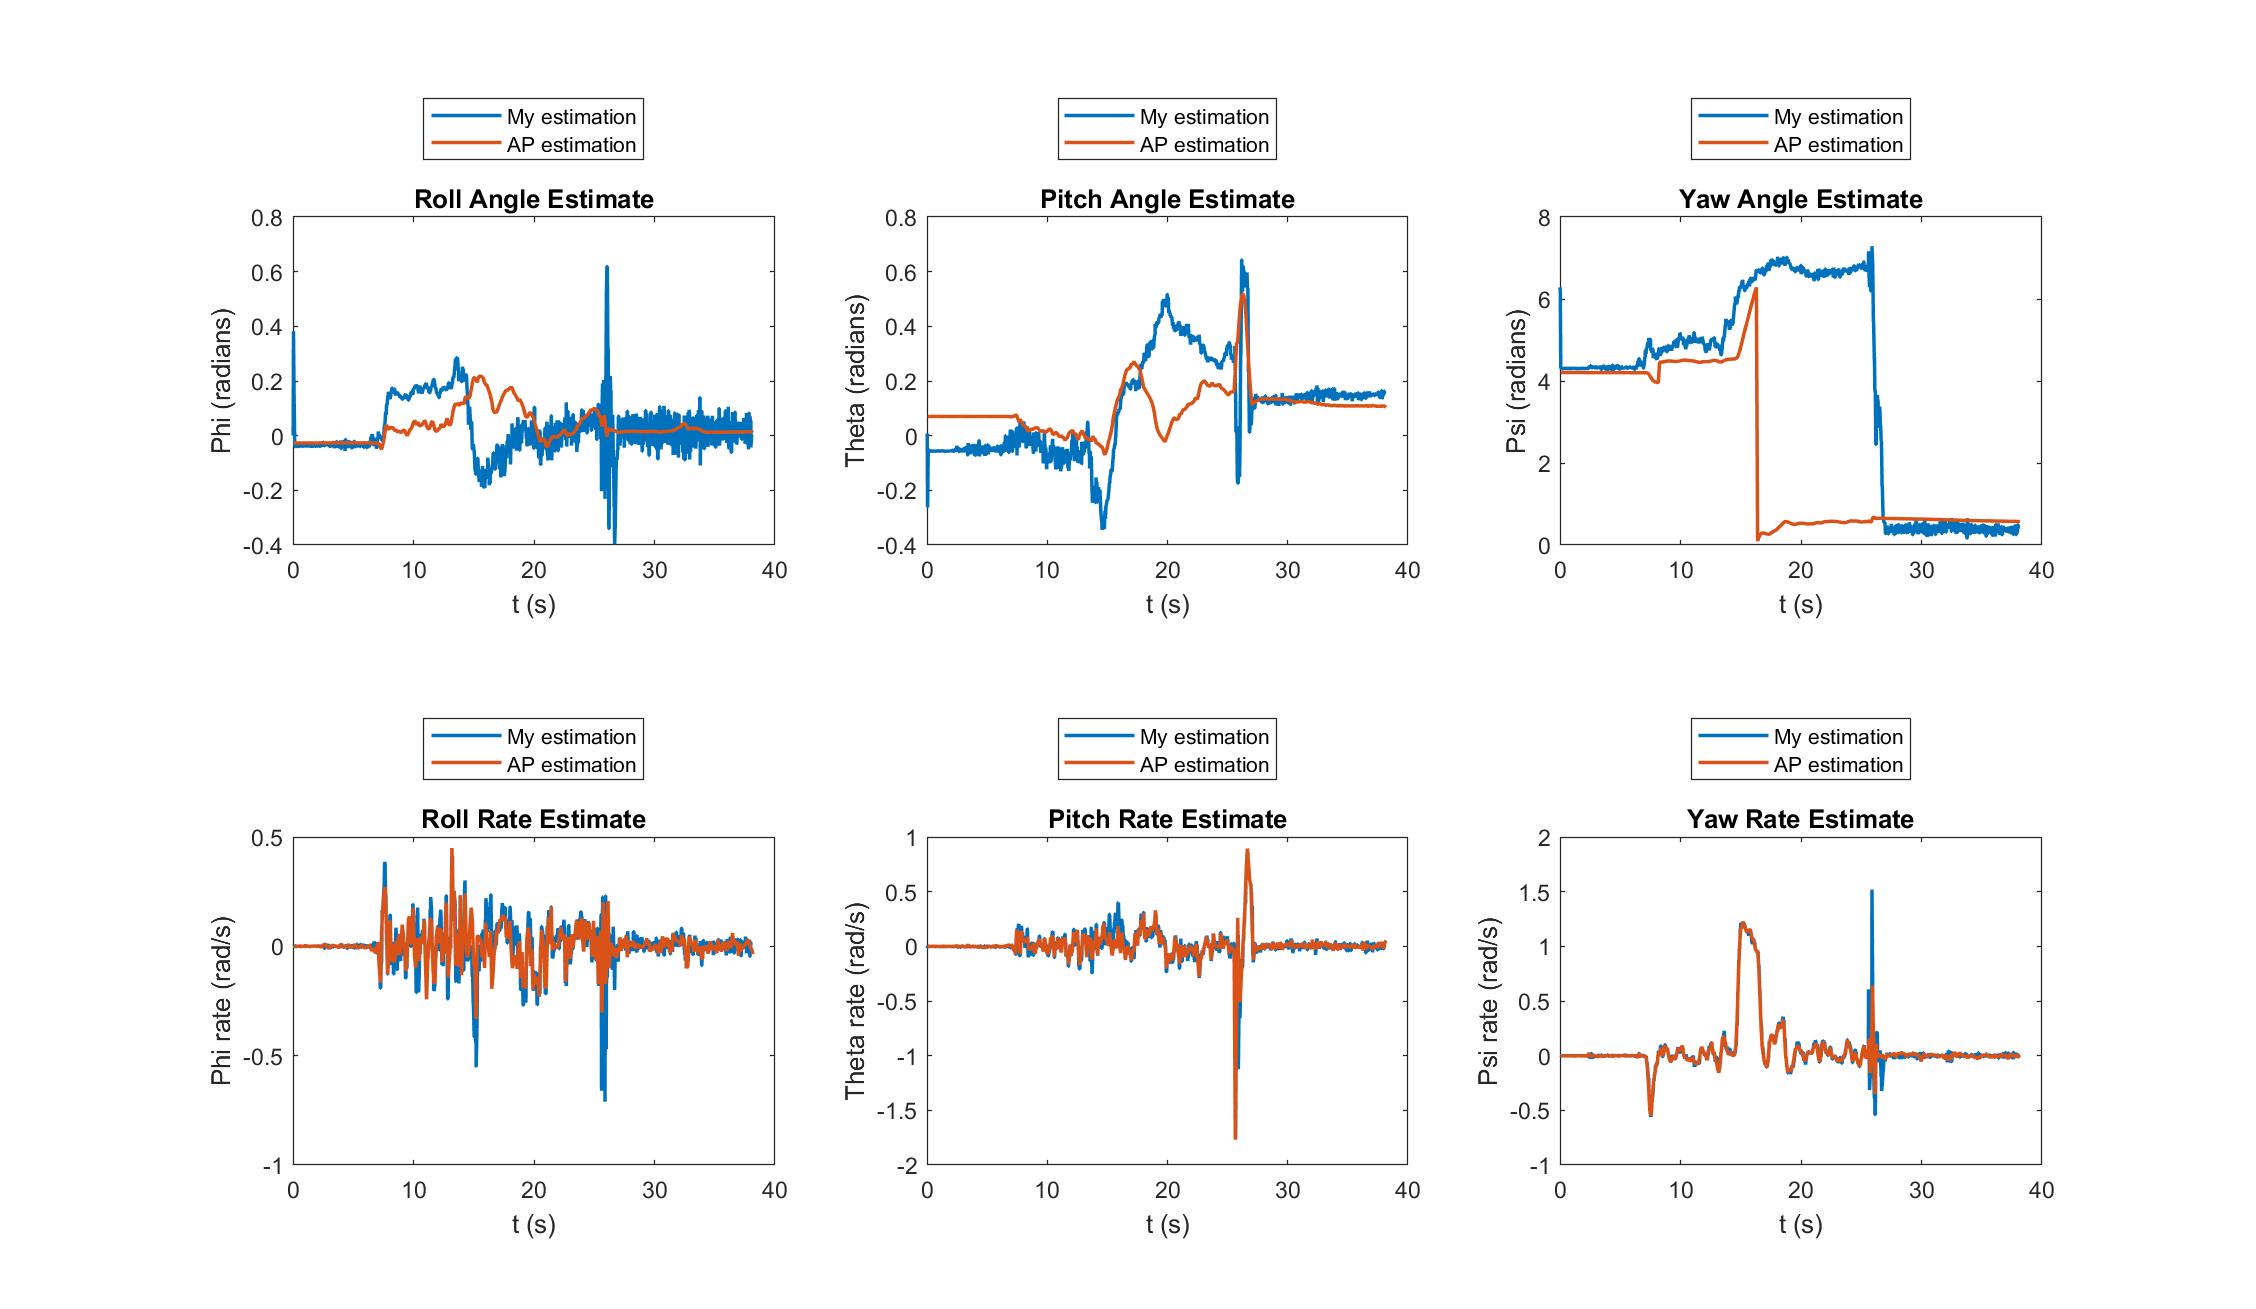 My estimation
AP estimation
Roll Angle Estimate
0.8
0.6
0.4
0.2
0
-0.2
-0.4
Phi (radians)
0 10 20 30 40
t (s)
My estimation
AP estimation
Pitch Angle Estimate
0.8
0.6
0.4
0.2
0
-0.2
-0.4
Theta (radians)
0 10 20 30 40
t (s)
My estimation
AP estimation
Yaw Angle Estimate
8
6
4
2
0
Psi (radians)
0 10 20 30 40
t (s)
My estimation
AP estimation
Roll Rate Estimate
0.5
0
-0.5
-1
Phi rate (rad/s)
0 10 20 30 40
t (s)
My estimation
AP estimation
Pitch Rate Estimate
1
0.5
0
-0.5
-1
-1.5
-2
Theta rate (rad/s)
0 10 20 30 40
t (s)
My estimation
AP estimation
Yaw Rate Estimate
2
1.5
1
0.5
0
-0.5
-1
Psi rate (rad/s)
0 10 20 30 40
t (s)